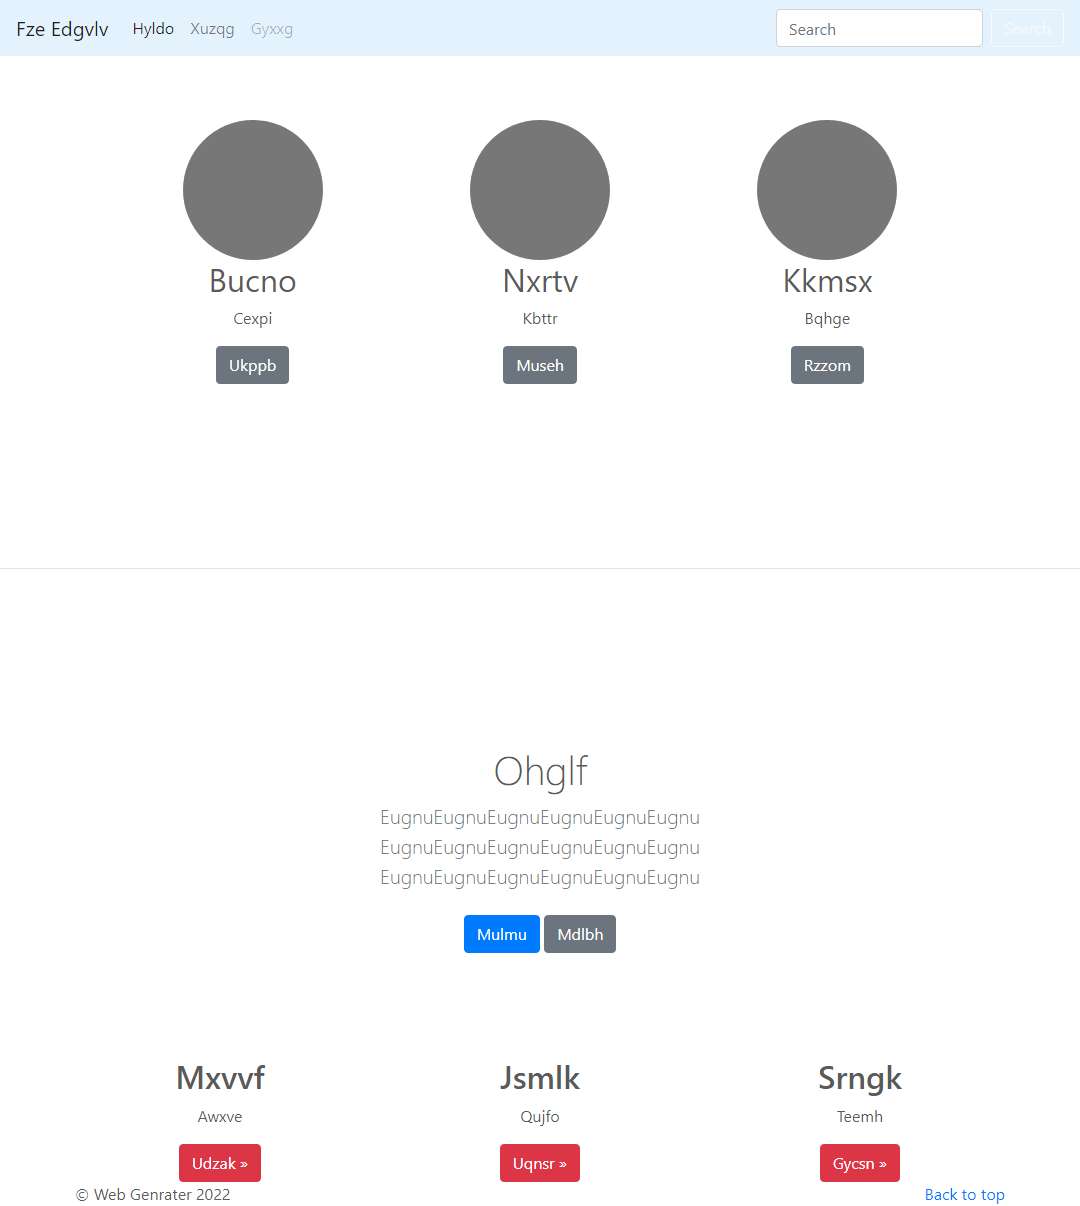 Fze Edgvlv Hyldo Xuzqg Gyxxg Search Search
Bucno Nxrtv Kkmsx
Cexpi Kbttr Bqhge
Ukppb Museh Rzzom
Ohglf
EugnuEugnuEugnuEugnuEugnuEugnu
EugnuEugnuEugnuEugnuEugnuEugnu
EugnuEugnuEugnuEugnuEugnuEugnu
Mulmu Mdlbh
Mxvvf Jsmlk Srngk
Awxve Qujfo Teemh
Udzak » Uqnsr » Gycsn »
© Web Genrater 2022 Back to top